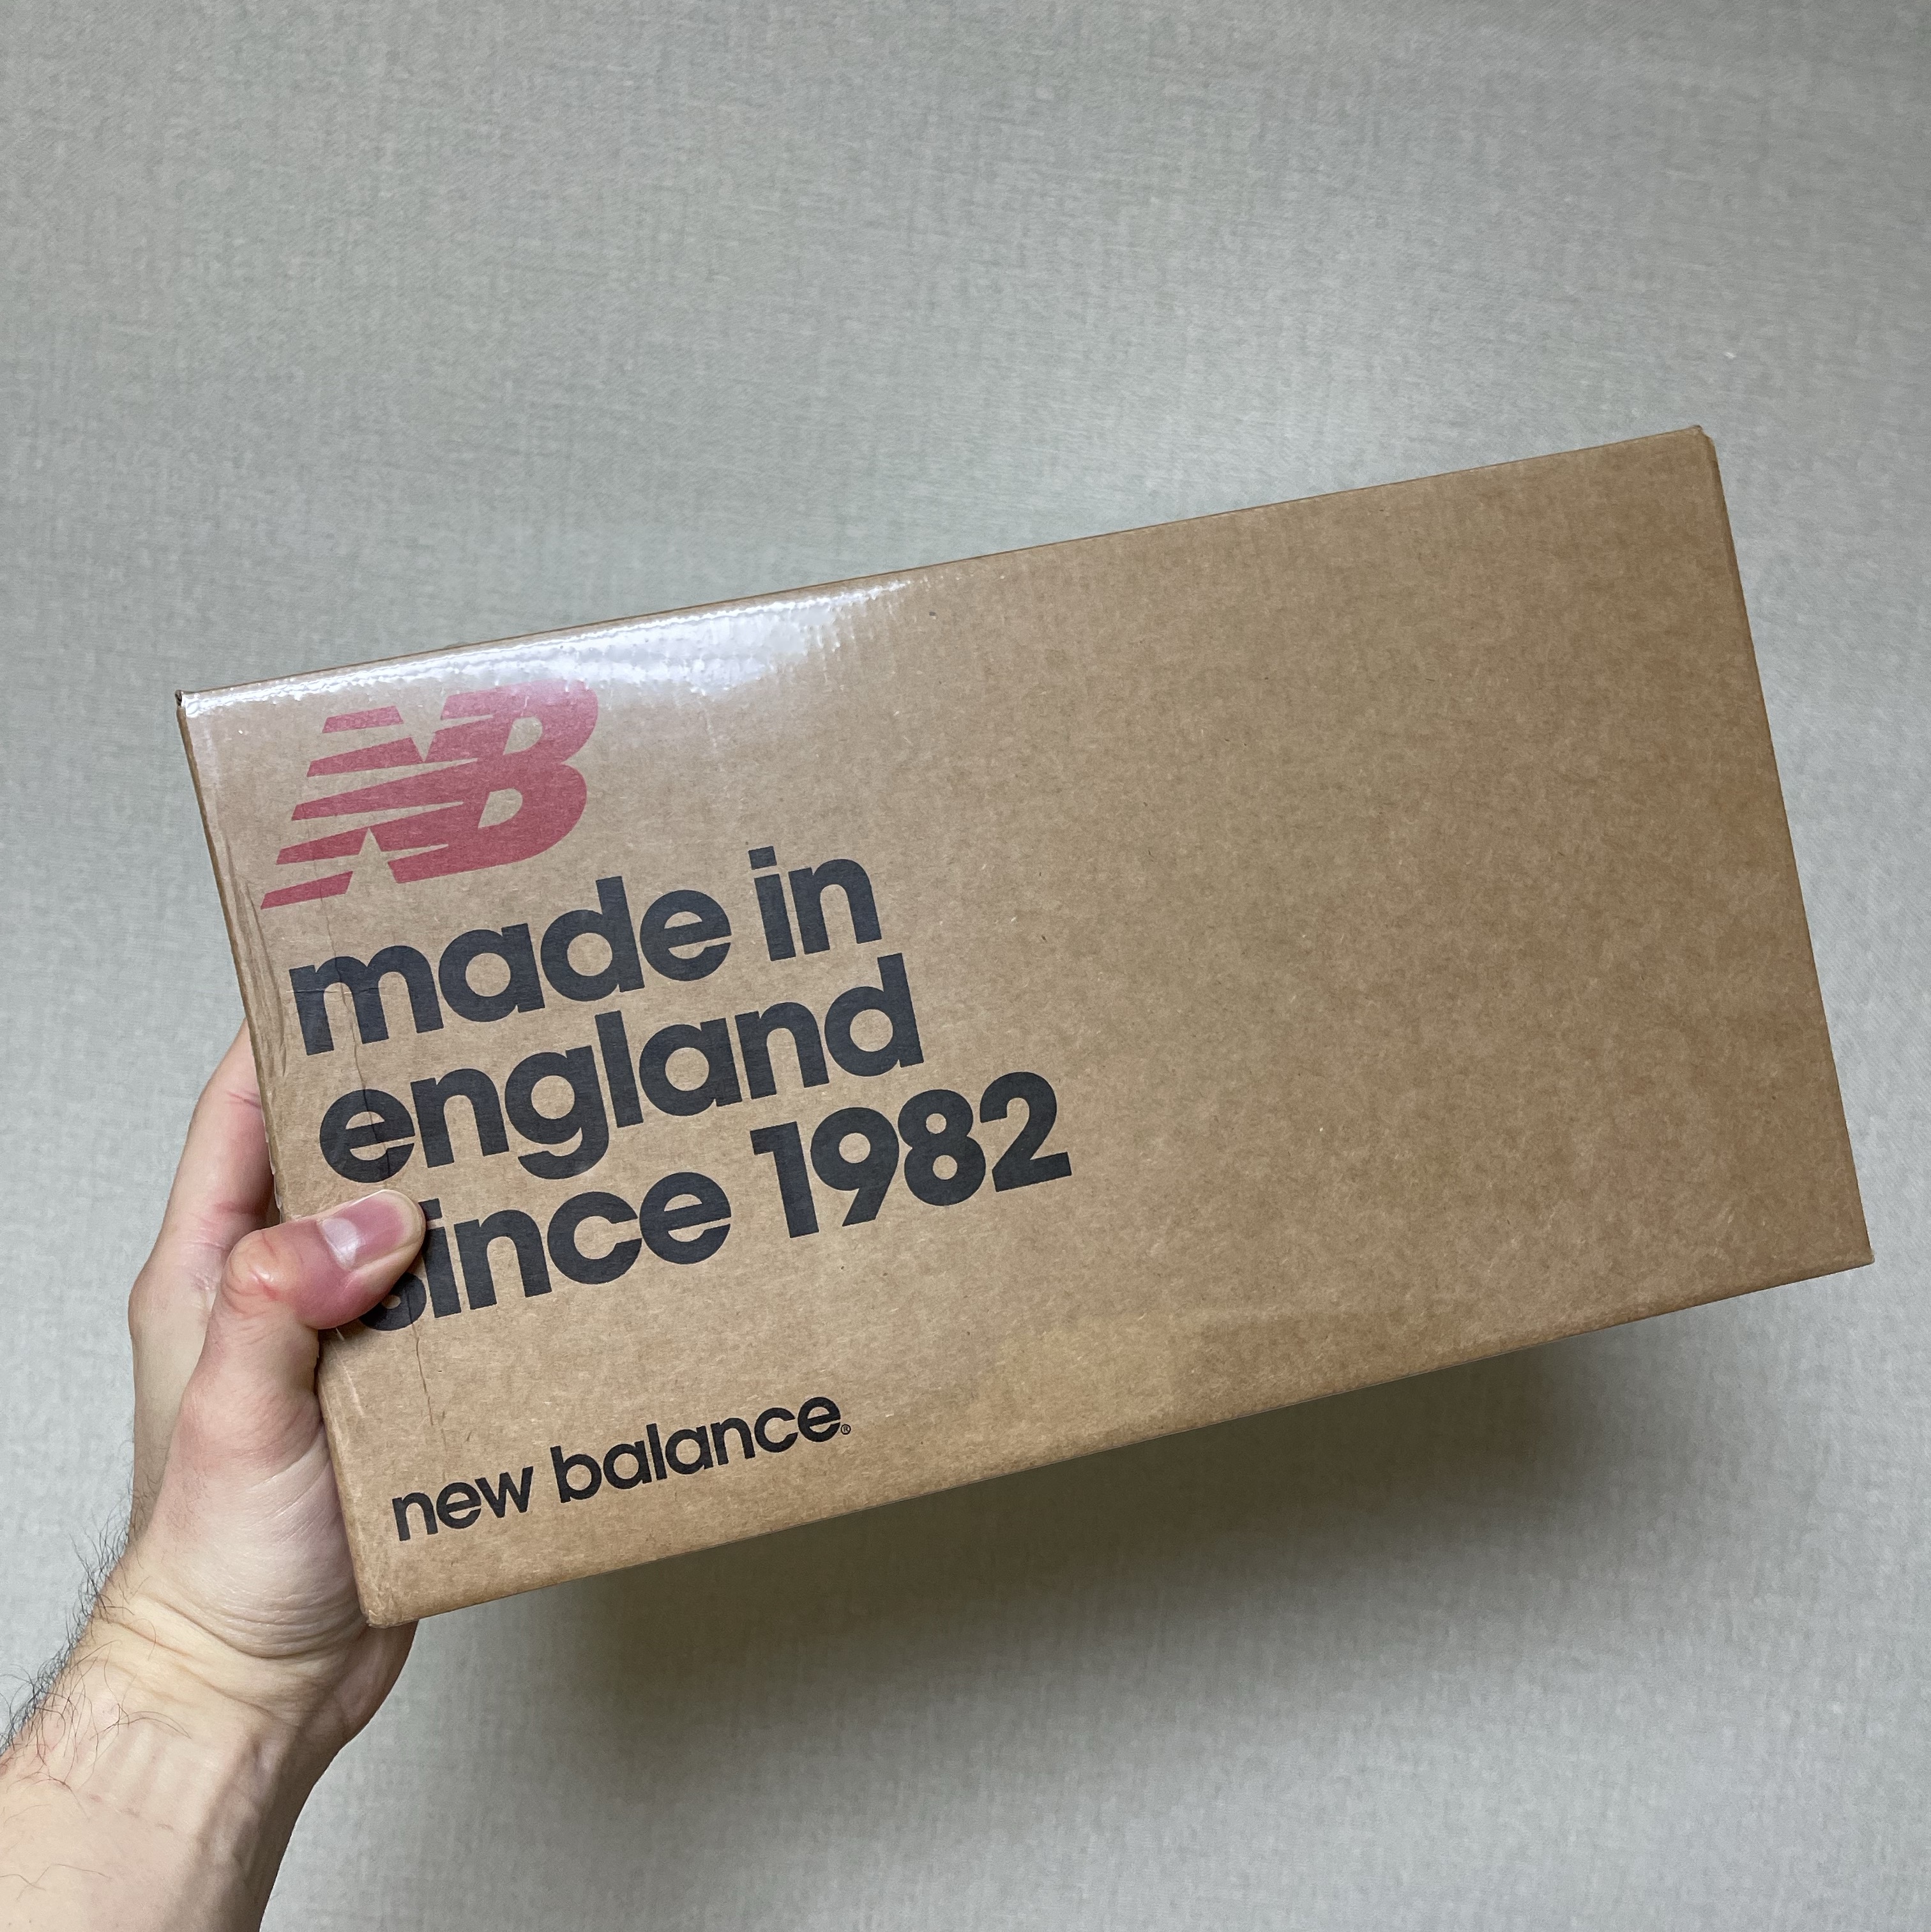 NB
made in
england
since 1982
new balance®